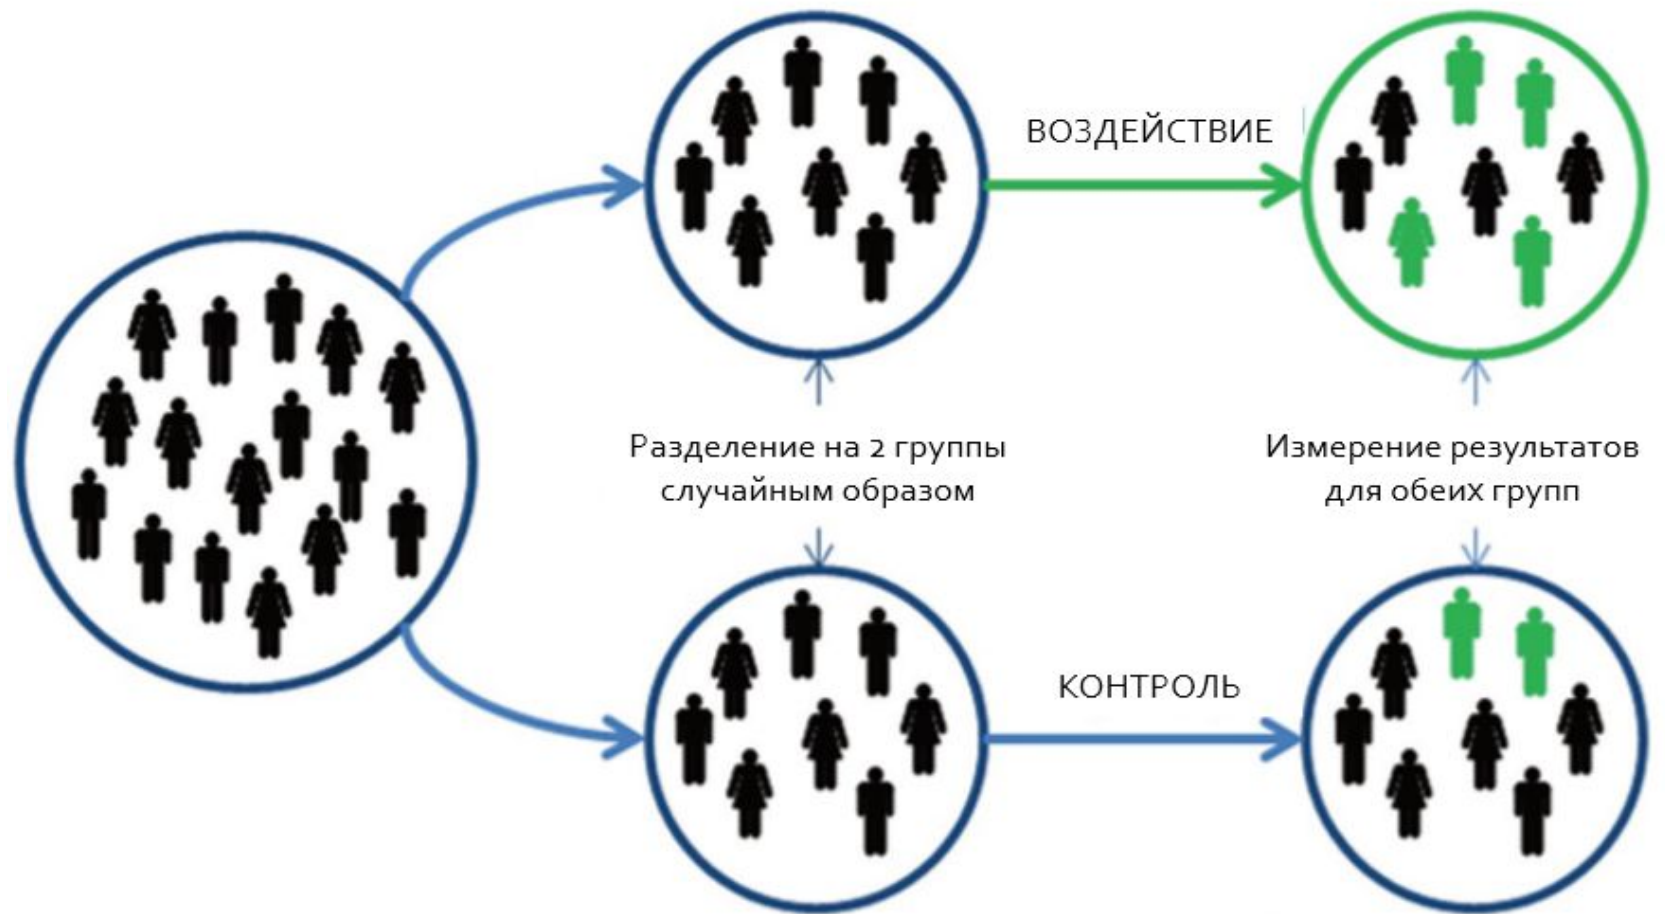 ВОЗДЕЙСТВИЕ
Разделение на 2 группы
случайным образом
Измерение результатов
для обеих групп
КОНТРОЛЬ